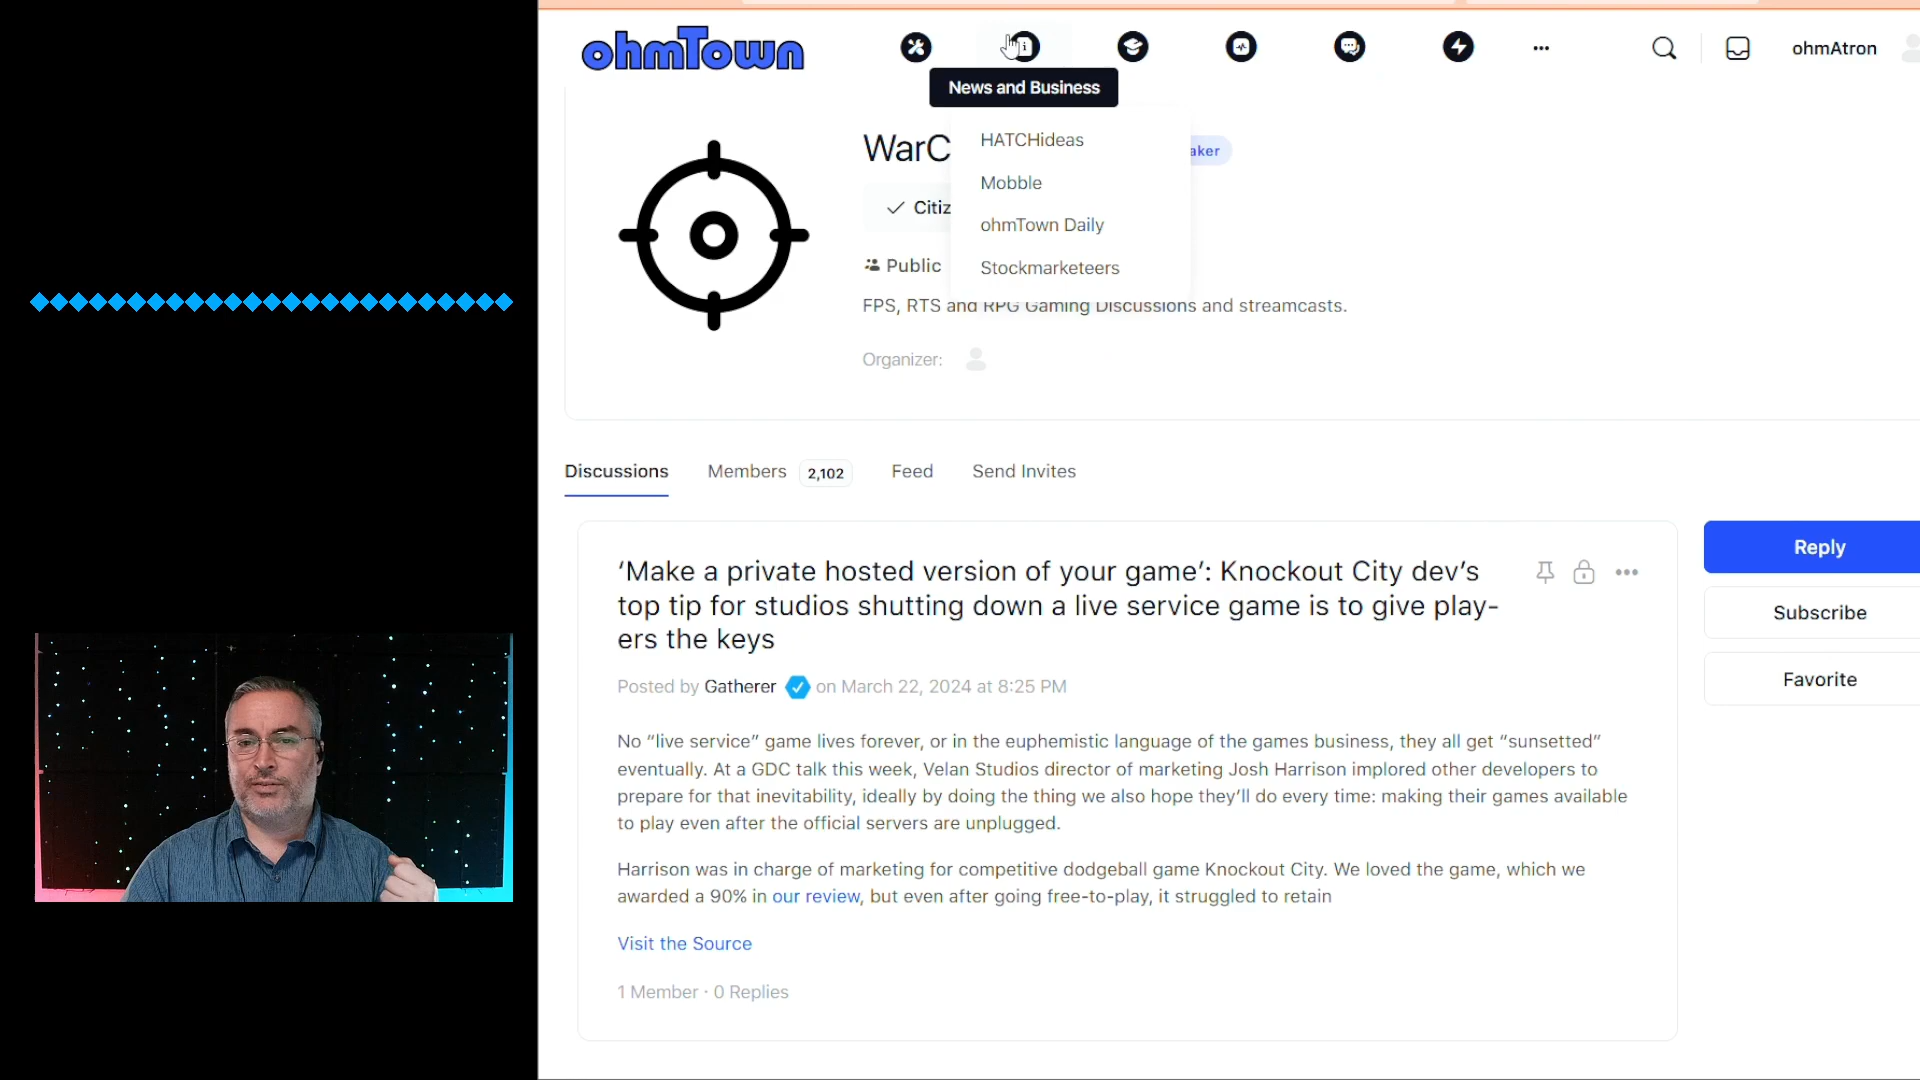 ohmTown
ohmAtron
News and Business
HATCHideas
Mobble
ohmTown Daily
Stockmarketeers
WarC
aker
Citiz
Public
FPS, RTS and RPG Gaming Discussions and streamcasts.
Organizer:
Discussions
Members 2,102
Feed
Send Invites
‘Make a private hosted version of your game’: Knockout City dev’s
top tip for studios shutting down a live service game is to give play-
ers the keys
Posted by Gatherer on March 22, 2024 at 8:25 PM
No “live service” game lives forever, or in the euphemistic language of the games business, they all get “sunsetted”
eventually. At a GDC talk this week, Velan Studios director of marketing Josh Harrison implored other developers to
prepare for that inevitability, ideally by doing the thing we also hope they’ll do every time: making their games available
to play even after the official servers are unplugged.
Harrison was in charge of marketing for competitive dodgeball game Knockout City. We loved the game, which we
awarded a 90% in our review, but even after going free-to-play, it struggled to retain
Visit the Source
1 Member · 0 Replies
Reply
Subscribe
Favorite